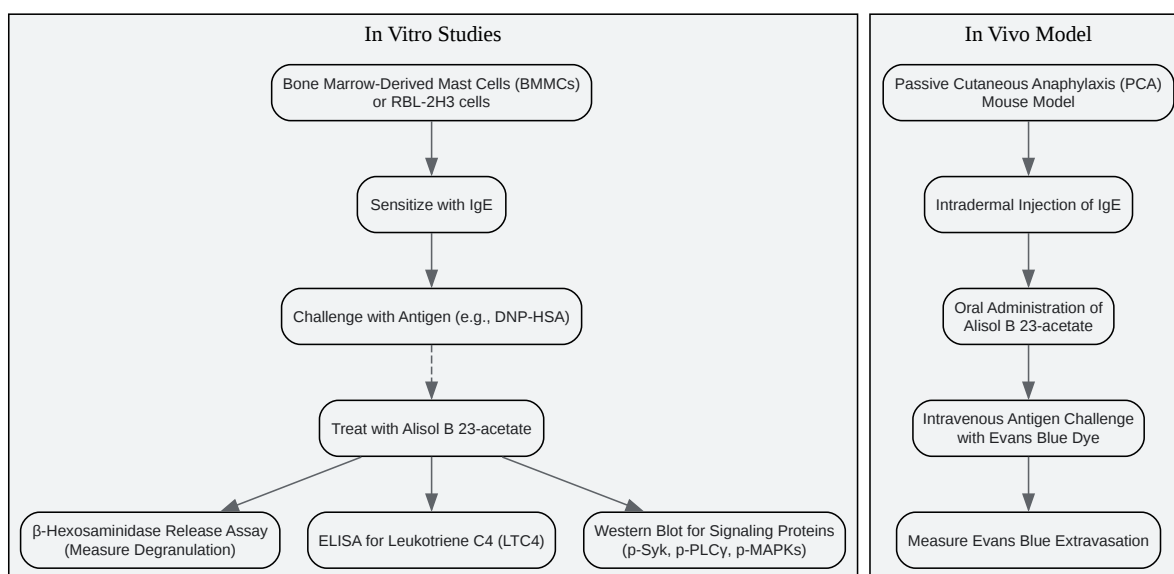 In Vitro Studies
Bone Marrow-Derived Mast Cells (BMMCs)
or RBL-2H3 cells
Sensitize with IgE
Challenge with Antigen (e.g., DNP-HSA)
Treat with Alisol B 23-acetate
β-Hexosaminidase Release Assay
(Measure Degranulation)
ELISA for Leukotriene C4 (LTC4)
Western Blot for Signaling Proteins
(p-Syk, p-PLCγ, p-MAPKs)
In Vivo Model
Passive Cutaneous Anaphylaxis (PCA)
Mouse Model
Intradermal Injection of IgE
Oral Administration of
Alisol B 23-acetate
Intravenous Antigen Challenge
with Evans Blue Dye
Measure Evans Blue Extravasation